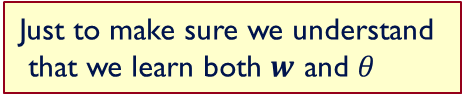 Just to make sure we understand
that we learn both w and θ